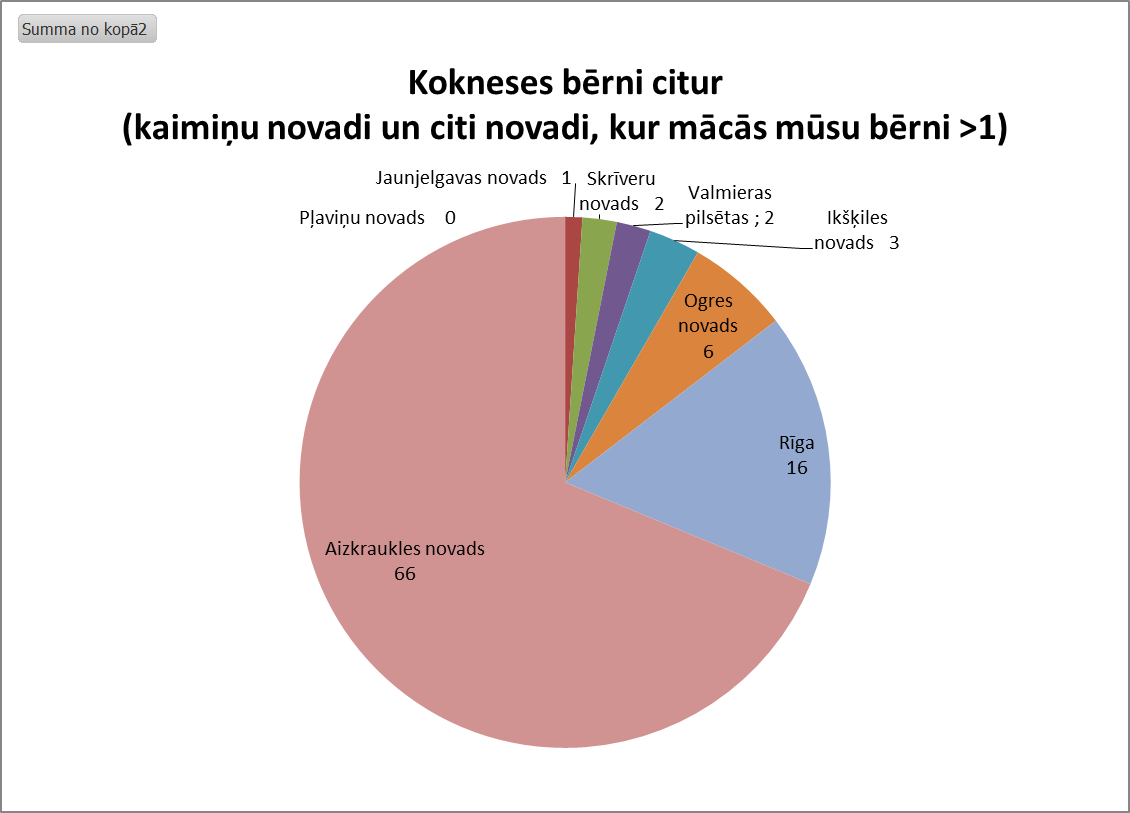 Summa no kopā2
Kokneses bērni citur
(kaimiņu novadi un citi novadi, kur mācās mūsu bērni >1)
Jaunjelgavas novads 1
Skrīveru
novads 2
Valmieras
pilsētas ; 2
Ikšķiles
novads 3
Pļaviņu novads 0
Ogres
novads
6
Rīga
16
Aizkraukles novads
66